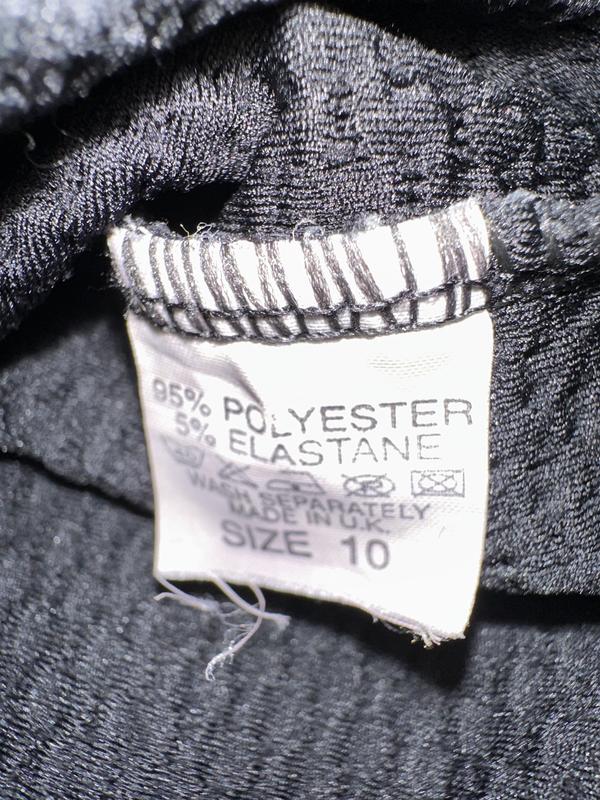 95% POLYESTER
5% ELASTANE
WASH SEPARATELY
MADE IN U.K.
SIZE 10